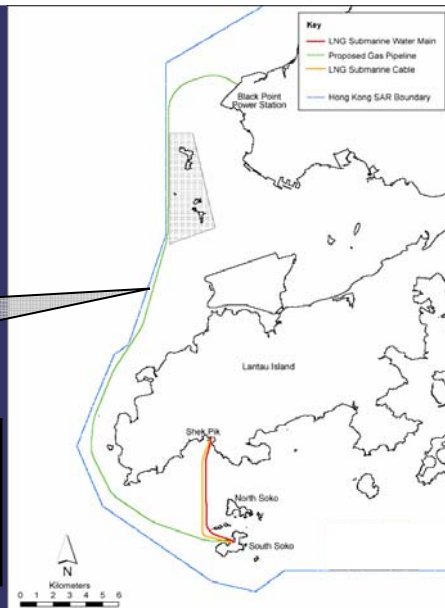 Key
LNG Submarine Water Main
Proposed Gas Pipeline
LNG Submarine Cable
Hong Kong SAR Boundary
Black Point
Power Station
Lantau Island
Shek Pik
North Soko
South Soko
N
Kilometers
0 1 2 3 4 5 6